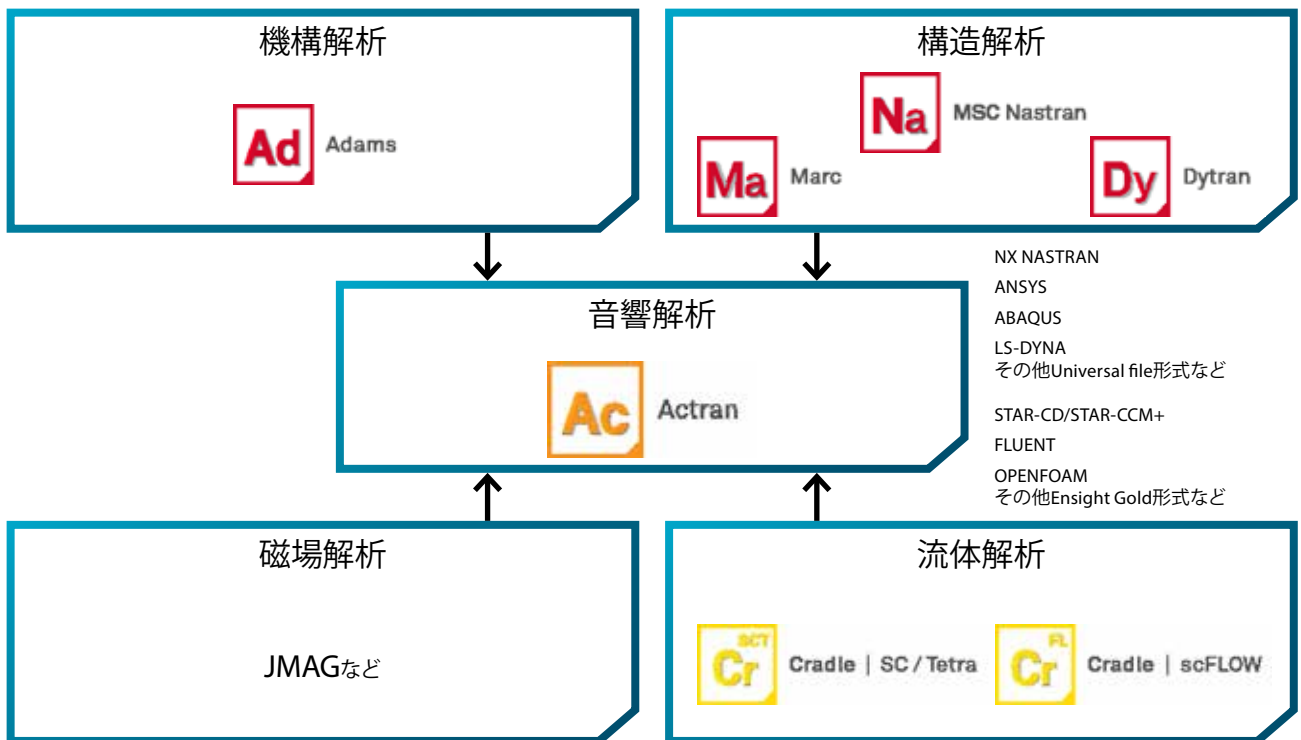 機構解析
Ad Adams
構造解析
Na MSC Nastran
Ma Marc
Dy Dytran
音響解析
Ac Actran
NX NASTRAN
ANSYS
ABAQUS
LS-DYNA
その他Universal file形式など
STAR-CD/STAR-CCM+
FLUENT
OPENFOAM
その他Ensight Gold形式など
磁場解析
JMAGなど
流体解析
SCT
Cr Cradle | SC/Tetra
FL
Cr Cradle | scFLOW